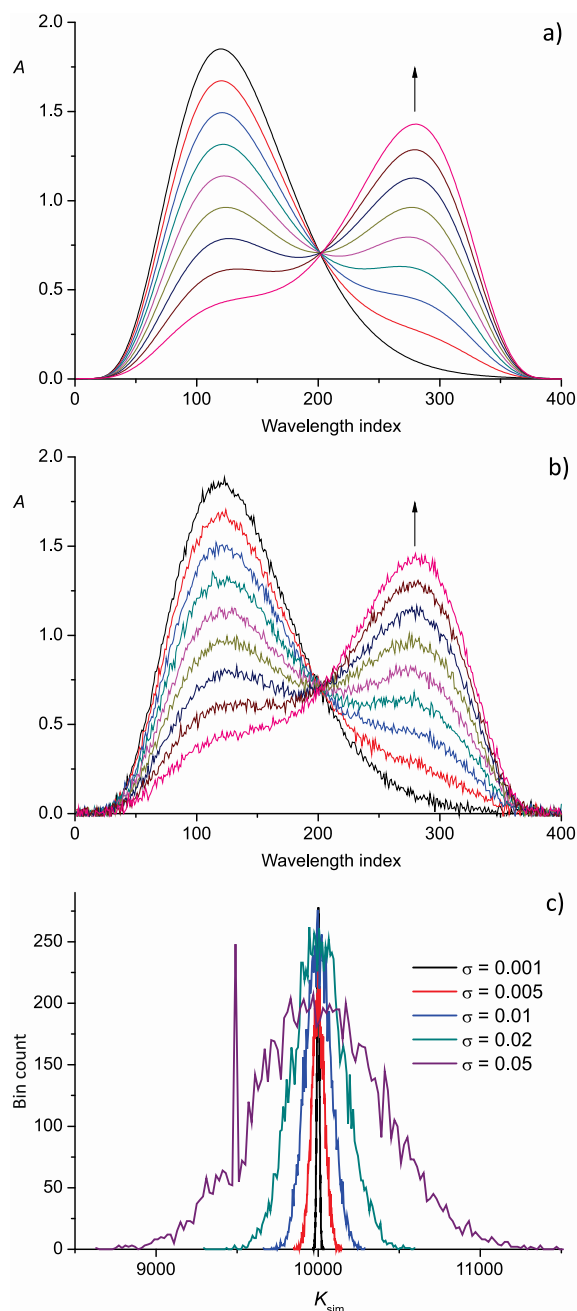 a)
A
2.0
1.5
1.0
0.5
0.0
0 100 200 300 400
Wavelength index
b)
A
2.0
1.5
1.0
0.5
0.0
0 100 200 300 400
Wavelength index
c)
Bin count
250
200
150
100
50
0
σ = 0.001
σ = 0.005
σ = 0.01
σ = 0.02
σ = 0.05
9000 10000 11000
Ksim